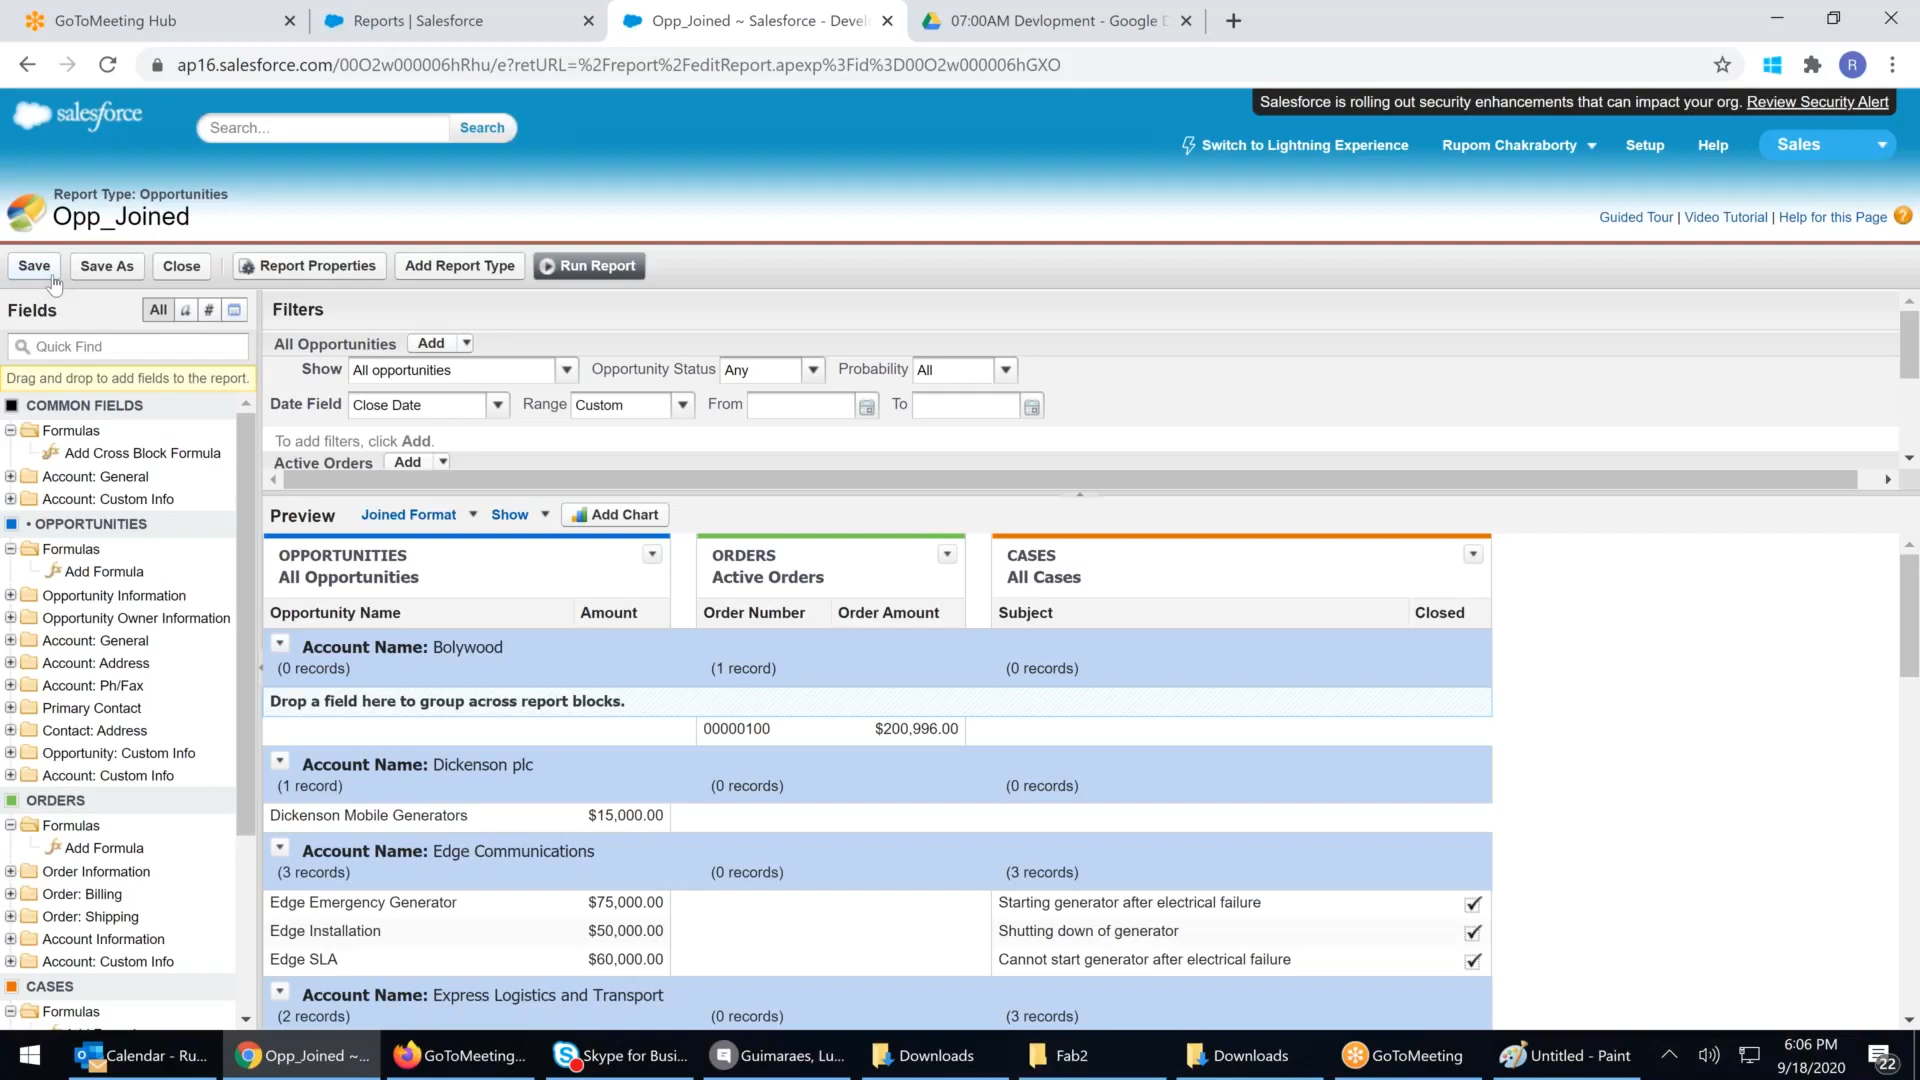 GoToMeeting Hub
Reports | Salesforce
Opp_Joined ~ Salesforce - Devel
07:00AM Devlopment - Google D
ap16.salesforce.com/00O2w000006hRhu/e?retURL=%2Freport%2FeditReport.apexp%3Fid%3D00O2w000006hGXO
R
salesforce
Search...
Search
Salesforce is rolling out security enhancements that can impact your org. Review Security Alert
Switch to Lightning Experience
Rupom Chakraborty
Setup
Help
Sales
Report Type: Opportunities
Opp_Joined
Guided Tour | Video Tutorial | Help for this Page
Save
Save As
Close
Report Properties
Add Report Type
Run Report
Fields
All
a
#
Quick Find
Drag and drop to add fields to the report.
COMMON FIELDS
Formulas
Add Cross Block Formula
Account: General
Account: Custom Info
• OPPORTUNITIES
Formulas
Add Formula
Opportunity Information
Opportunity Owner Information
Account: General
Account: Address
Account: Ph/Fax
Primary Contact
Contact: Address
Opportunity: Custom Info
Account: Custom Info
ORDERS
Formulas
Add Formula
Order Information
Order: Billing
Order: Shipping
Account Information
Account: Custom Info
CASES
Formulas
Filters
All Opportunities Add
Show All opportunities Opportunity Status Any Probability All
Date Field Close Date Range Custom From To
To add filters, click Add.
Active Orders Add
Preview Joined Format Show Add Chart
OPPORTUNITIES
All Opportunities
ORDERS
Active Orders
CASES
All Cases
Opportunity Name Amount Order Number Order Amount Subject Closed
Account Name: Bolywood
(0 records) (1 record) (0 records)
Drop a field here to group across report blocks.
00000100 $200,996.00
Account Name: Dickenson plc
(1 record) (0 records) (0 records)
Dickenson Mobile Generators $15,000.00
Account Name: Edge Communications
(3 records) (0 records) (3 records)
Edge Emergency Generator $75,000.00 Starting generator after electrical failure
Edge Installation $50,000.00 Shutting down of generator
Edge SLA $60,000.00 Cannot start generator after electrical failure
Account Name: Express Logistics and Transport
(2 records) (0 records) (3 records)
Calendar - Ru...
Opp_Joined ~...
GoToMeeting...
Skype for Busi...
Guimaraes, Lu...
Downloads
Fab2
Downloads
GoToMeeting
Untitled - Paint
6:06 PM
9/18/2020
22